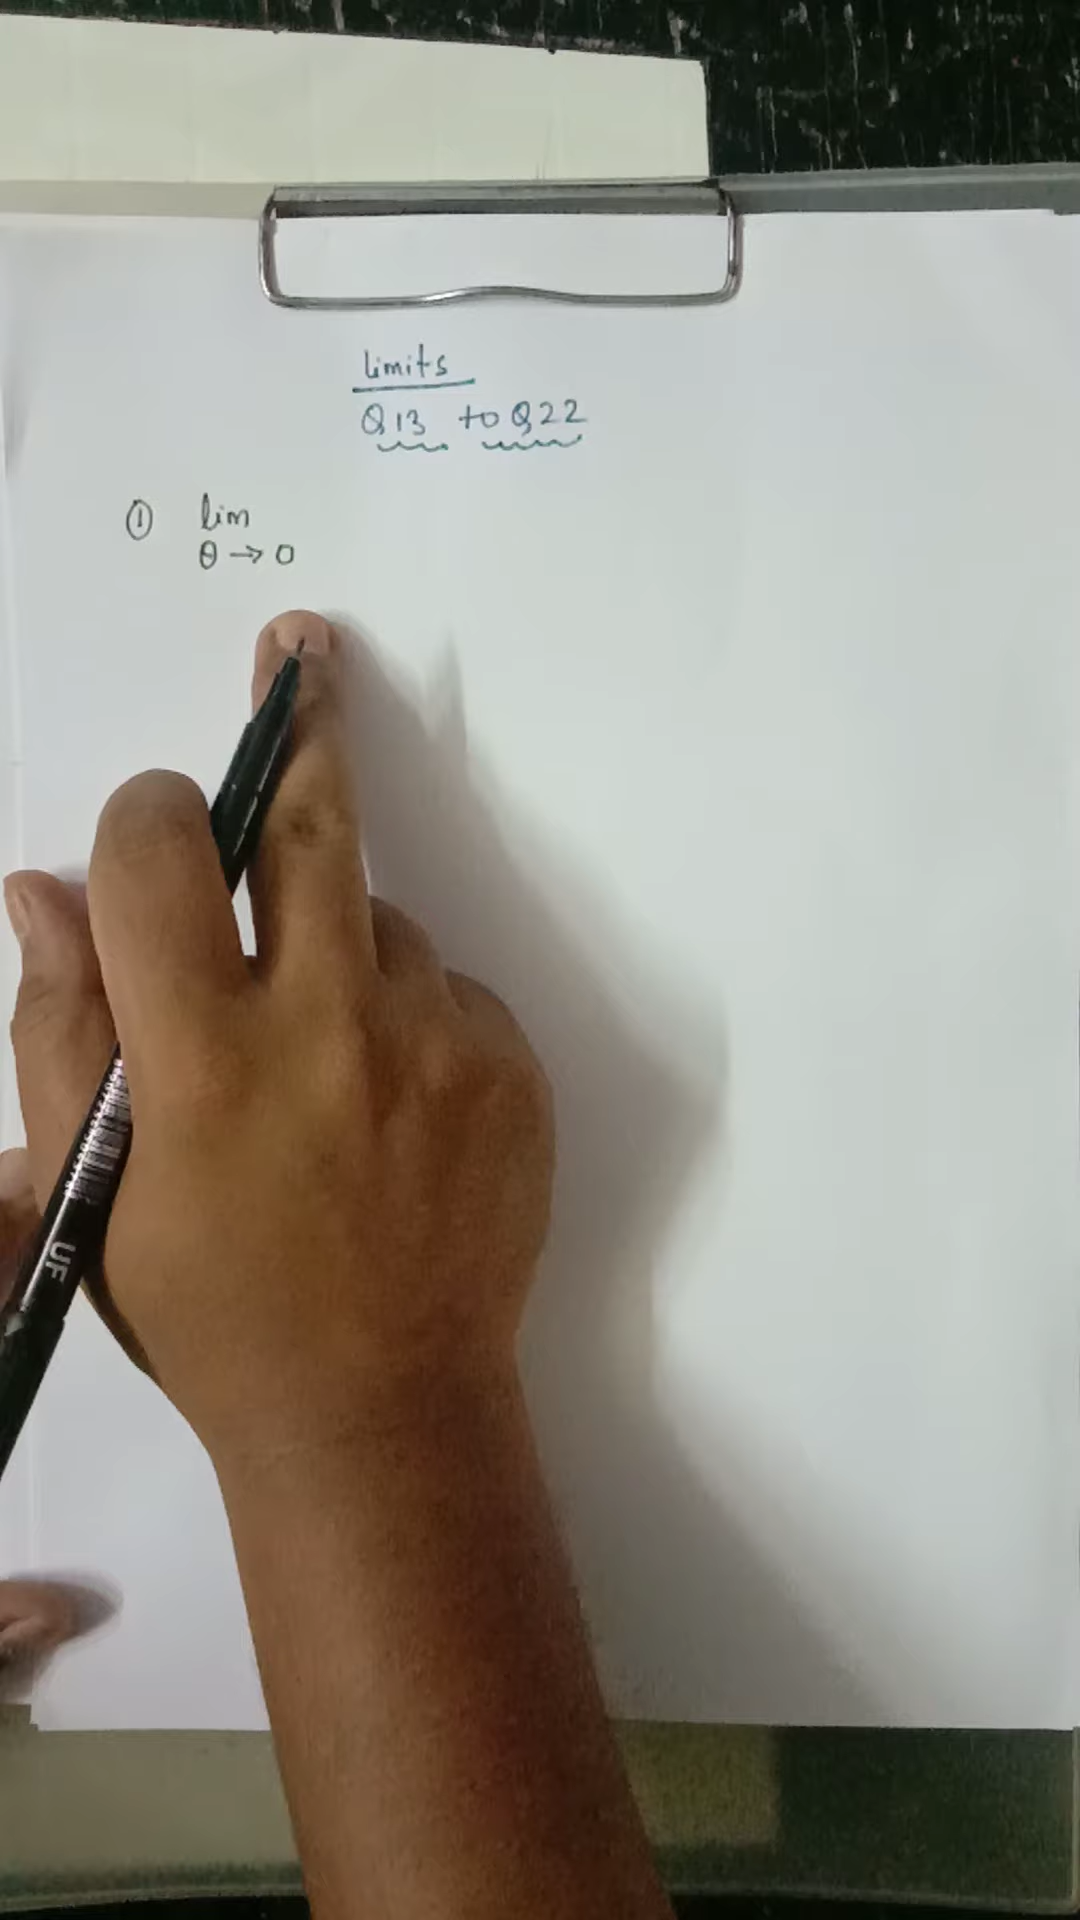 Limits
Q13 to Q22
① lim
θ → 0
UF